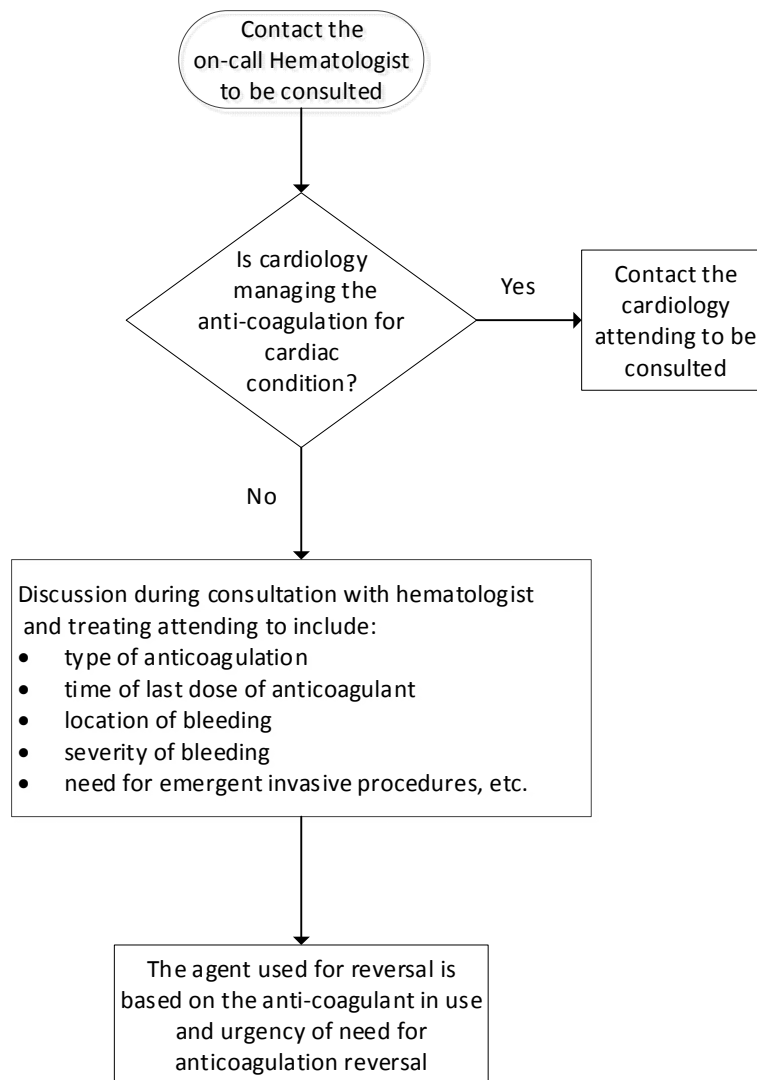 Contact the
on-call Hematologist
to be consulted
Is cardiology
managing the
anti-coagulation for
cardiac
condition?
Yes
Contact the
cardiology
attending to be
consulted
No
Discussion during consultation with hematologist
and treating attending to include:
• type of anticoagulation
• time of last dose of anticoagulant
• location of bleeding
• severity of bleeding
• need for emergent invasive procedures, etc.
The agent used for reversal is
based on the anti-coagulant in use
and urgency of need for
anticoagulation reversal